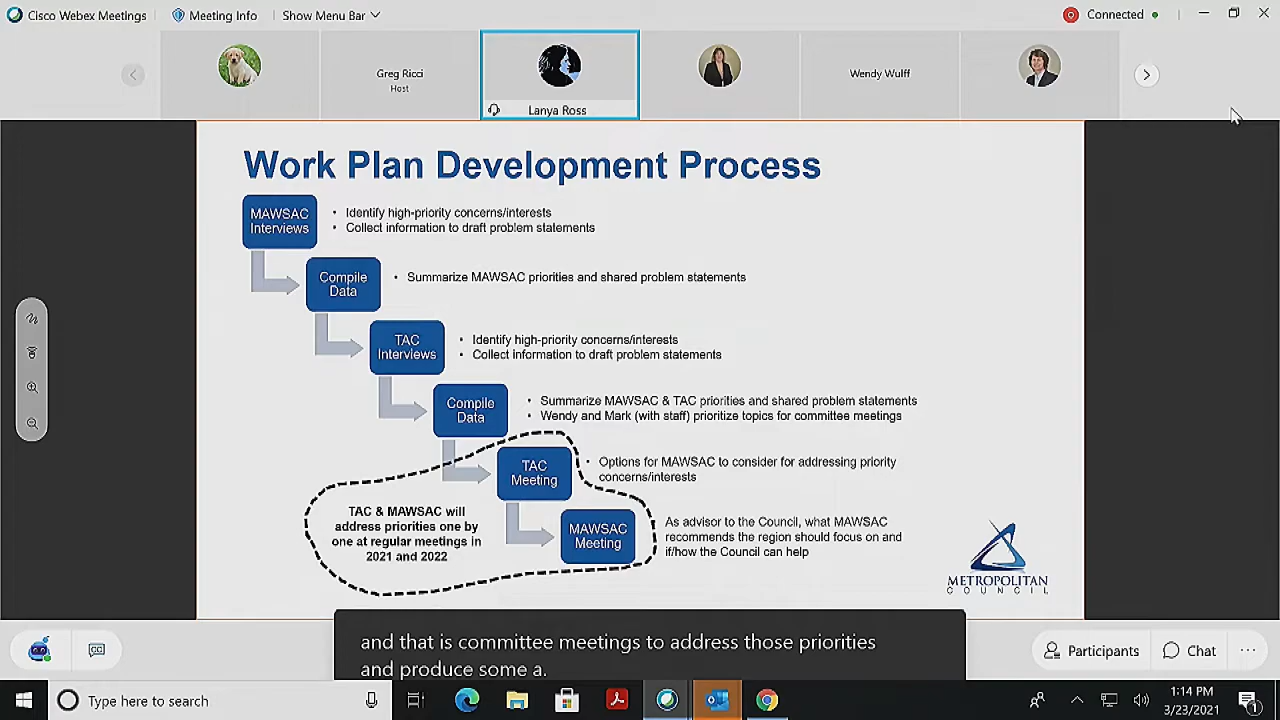 Cisco Webex Meetings
Meeting Info
Show Menu Bar
Connected
Greg Ricci
Host
Lanya Ross
Wendy Wulff
Work Plan Development Process
MAWSAC
Interviews
• Identify high-priority concerns/interests
• Collect information to draft problem statements
Compile
Data
• Summarize MAWSAC priorities and shared problem statements
TAC
Interviews
• Identify high-priority concerns/interests
• Collect information to draft problem statements
Compile
Data
• Summarize MAWSAC & TAC priorities and shared problem statements
• Wendy and Mark (with staff) prioritize topics for committee meetings
TAC
Meeting
• Options for MAWSAC to consider for addressing priority
concerns/interests
TAC & MAWSAC will
address priorities one by
one at regular meetings in
2021 and 2022
MAWSAC
Meeting
As advisor to the Council, what MAWSAC
recommends the region should focus on and
if/how the Council can help
METROPOLITAN
COUNCIL
and that is committee meetings to address those priorities
and produce some a.
CC
Participants
Chat
Type here to search
1:14 PM
3/23/2021
1